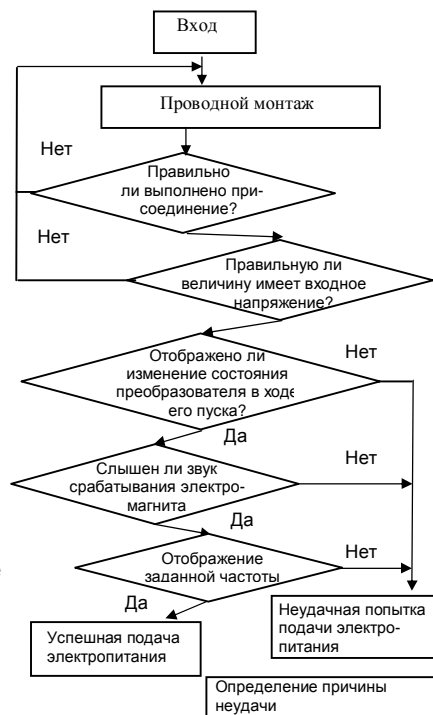 Вход
Проводной монтаж
Нет
Правильно
ли выполнено при-
соединение?
Нет
Правильную ли
величину имеет входное
напряжение?
Отображено ли
изменение состояния
преобразователя в ходе
его пуска?
Нет
Да
Слышен ли звук
срабатывания электро-
магнита
Нет
Да
Отображение
заданной частоты
Нет
е
Да
Успешная подача
электропитания
Неудачная попытка
подачи электро-
питания
Определение причины
неудачи